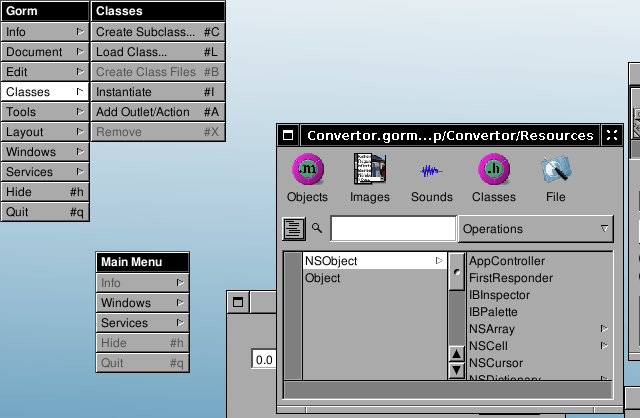 Gorm
Info
Document
Edit
Classes
Tools
Layout
Windows
Services
Hide #h
Quit #q
Classes
Create Subclass... #C
Load Class... #L
Create Class Files #B
Instantiate #I
Add Outlet/Action #A
Remove #X
Main Menu
Info
Windows
Services
Hide #h
Quit #q
0.0
Convertor.gorm...p/Convertor/Resources
.m
.h
Objects Images Sounds Classes File
Operations
NSObject
Object
AppController
FirstResponder
IBInspector
IBPalette
NSArray
NSCell
NSCursor
NSDictionary